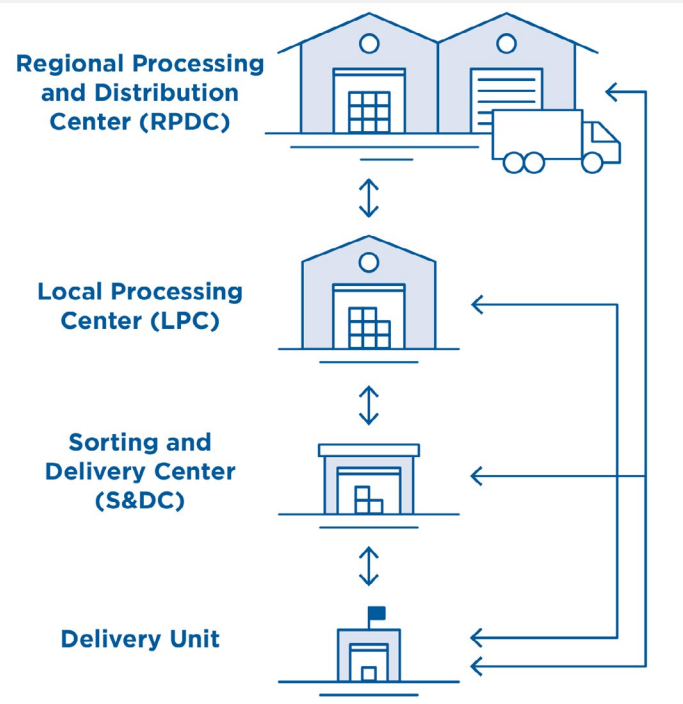 Regional Processing
and Distribution
Center (RPDC)
Local Processing
Center (LPC)
Sorting and
Delivery Center
(S&DC)
Delivery Unit